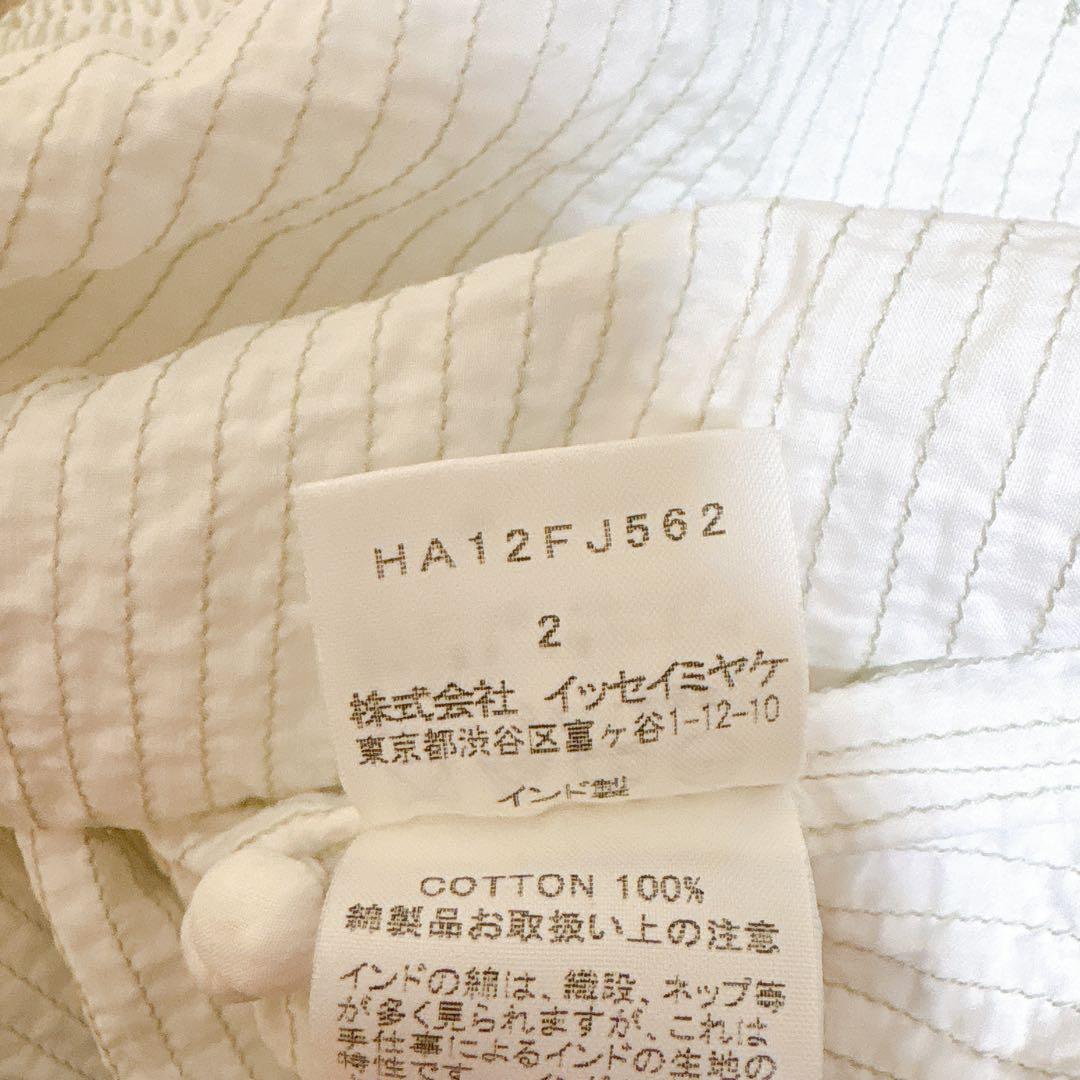 HA12FJ562
2
株式会社 イッセイミヤケ
東京都渋谷区富ヶ谷1-12-10
インド製
COTTON 100%
綿製品お取扱い上の注意
インドの綿は、織段、ネップ等
が多く見られますが、これは
手仕事によるインドの生地の
です